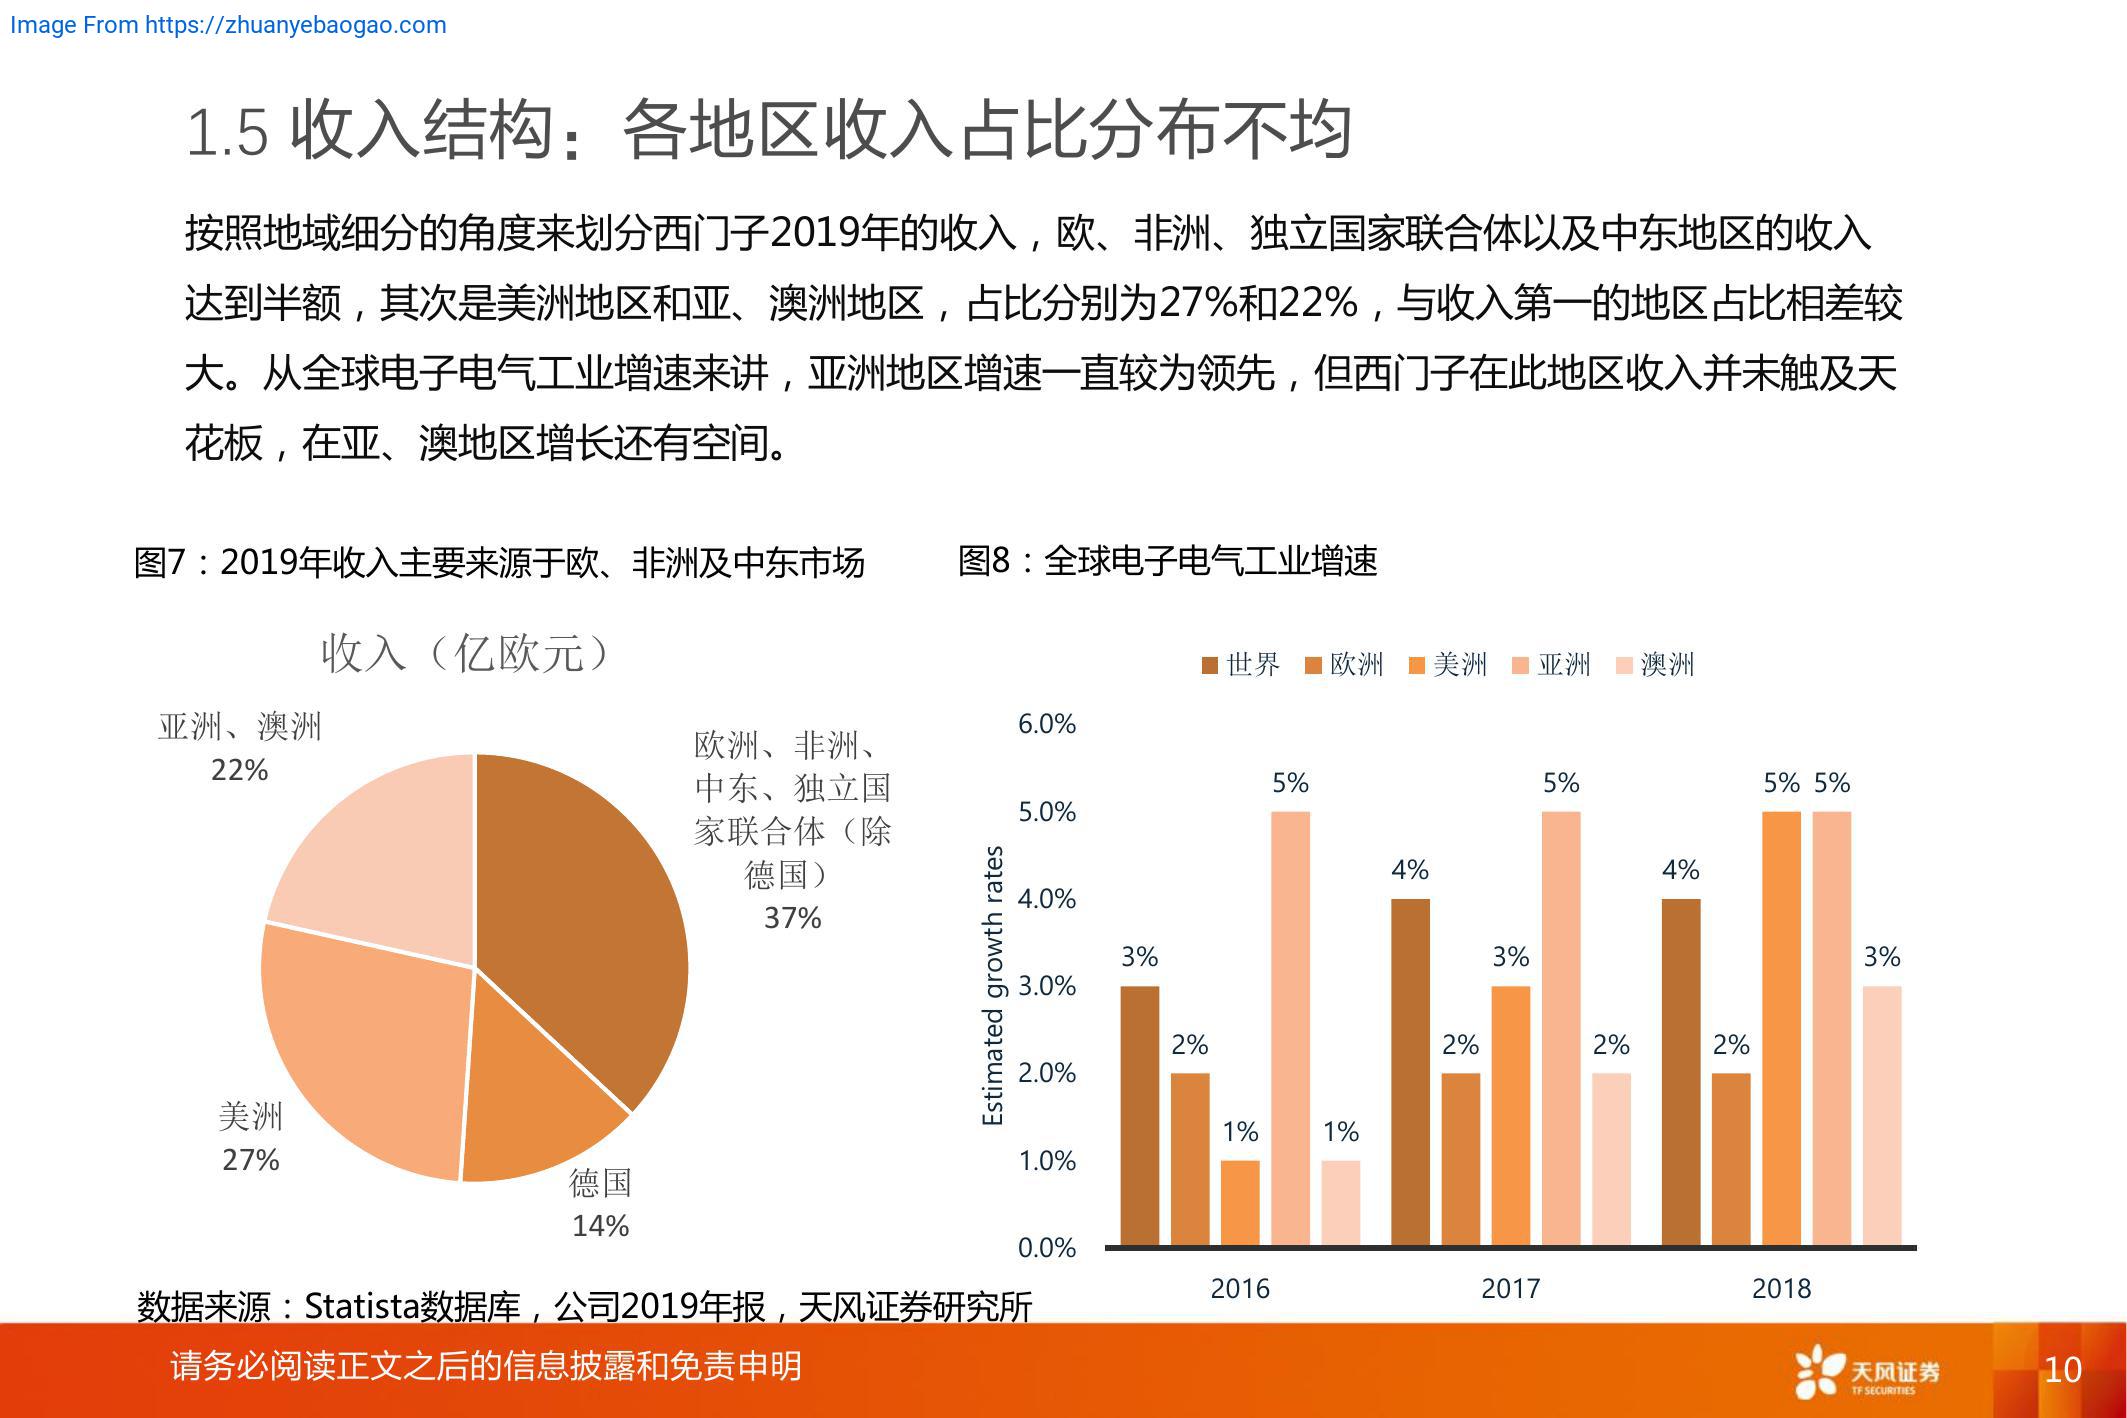 Image From https://zhuanyebaogao.com
1.5 收入结构：各地区收入占比分布不均
按照地域细分的角度来划分西门子2019年的收入，欧、非洲、独立国家联合体以及中东地区的收入
达到半额，其次是美洲地区和亚、澳洲地区，占比分别为27%和22%，与收入第一的地区占比相差较
大。从全球电子电气工业增速来讲，亚洲地区增速一直较为领先，但西门子在此地区收入并未触及天
花板，在亚、澳地区增长还有空间。
图7：2019年收入主要来源于欧、非洲及中东市场
收入（亿欧元）
亚洲、澳洲
22%
欧洲、非洲、
中东、独立国
家联合体（除
德国）
37%
美洲
27%
德国
14%
图8：全球电子电气工业增速
世界 欧洲 美洲 亚洲 澳洲
Estimated growth rates
6.0%
5.0%
4.0%
3.0%
2.0%
1.0%
0.0%
3% 2% 1% 5% 1%
4% 2% 3% 5% 2%
4% 2% 5% 5% 3%
2016 2017 2018
数据来源：Statista数据库，公司2019年报，天风证券研究所
请务必阅读正文之后的信息披露和免责申明
天风证券
TF SECURITIES
10